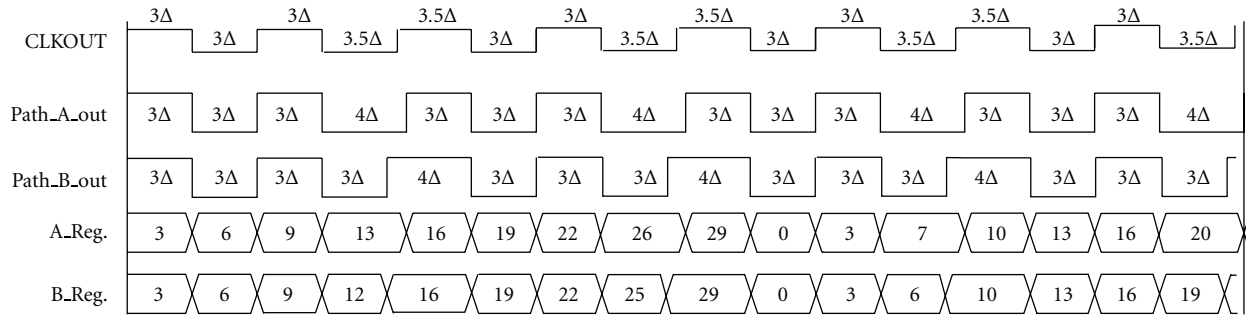 3Δ 3Δ 3.5Δ 3Δ 3.5Δ 3Δ 3.5Δ 3Δ
CLKOUT 3Δ 3.5Δ 3Δ 3.5Δ 3Δ 3.5Δ 3Δ 3.5Δ
Path_A_out 3Δ 3Δ 3Δ 4Δ 3Δ 3Δ 3Δ 4Δ 3Δ 3Δ 3Δ 4Δ 3Δ 3Δ 3Δ 4Δ
Path_B_out 3Δ 3Δ 3Δ 3Δ 4Δ 3Δ 3Δ 3Δ 4Δ 3Δ 3Δ 3Δ 4Δ 3Δ 3Δ 3Δ
A_Reg. 3 6 9 13 16 19 22 26 29 0 3 7 10 13 16 20
B_Reg. 3 6 9 12 16 19 22 25 29 0 3 6 10 13 16 19